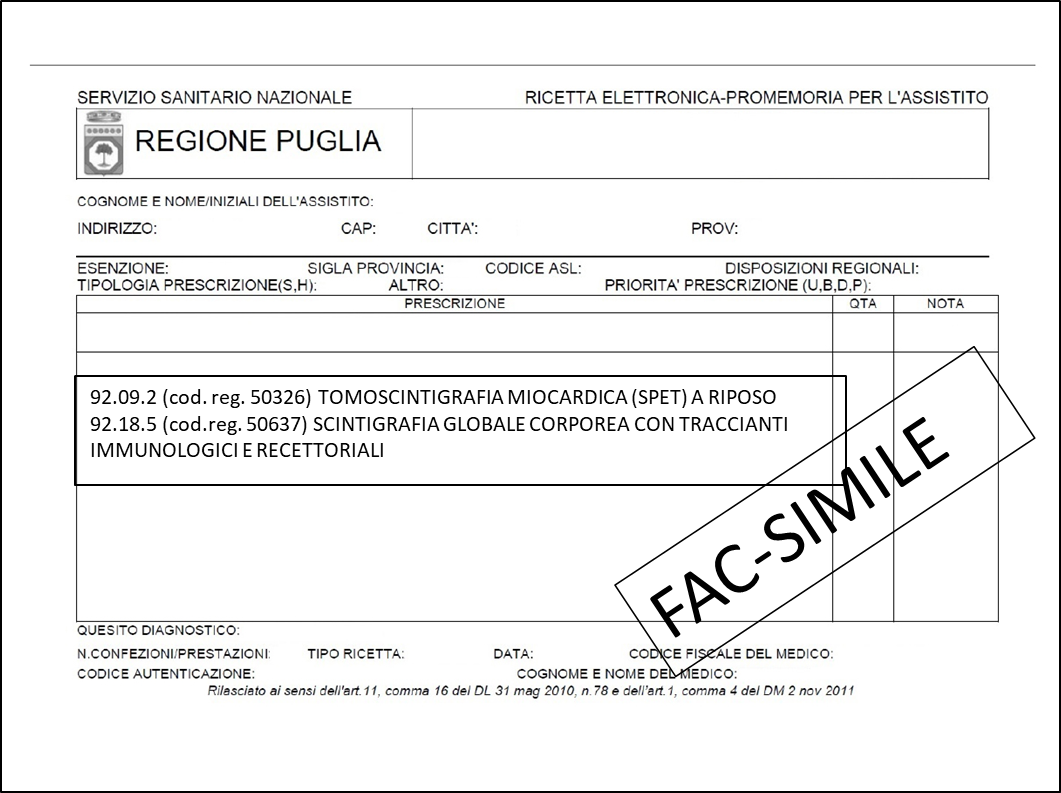 SERVIZIO SANITARIO NAZIONALE RICETTA ELETTRONICA-PROMEMORIA PER L'ASSISTITO
REGIONE PUGLIA
COGNOME E NOME/INIZIALI DELL'ASSISTITO:
INDIRIZZO: CAP: CITTA': PROV:
ESENZIONE: SIGLA PROVINCIA: CODICE ASL: DISPOSIZIONI REGIONALI:
TIPOLOGIA PRESCRIZIONE(S,H): ALTRO: PRIORITA' PRESCRIZIONE (U,B,D,P):
PRESCRIZIONE QTA NOTA
92.09.2 (cod. reg. 50326) TOMOSCINTIGRAFIA MIOCARDICA (SPET) A RIPOSO
92.18.5 (cod.reg. 50637) SCINTIGRAFIA GLOBALE CORPOREA CON TRACCIANTI
IMMUNOLOGICI E RECETTORIALI
FAC-SIMILE
QUESITO DIAGNOSTICO:
N.CONFEZIONI/PRESTAZIONI: TIPO RICETTA: DATA: CODICE FISCALE DEL MEDICO:
CODICE AUTENTICAZIONE: COGNOME E NOME DEL MEDICO:
Rilasciato ai sensi dell'art.11, comma 16 del DL 31 mag 2010, n.78 e dell'art.1, comma 4 del DM 2 nov 2011